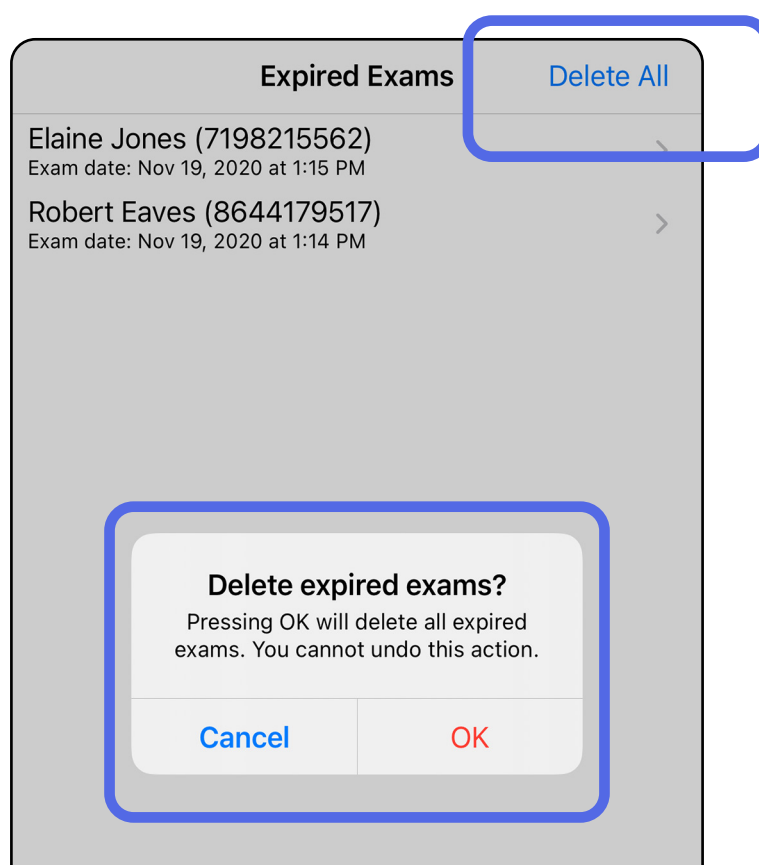 Expired Exams
Delete All
Elaine Jones (7198215562)
Exam date: Nov 19, 2020 at 1:15 PM
Robert Eaves (8644179517)
Exam date: Nov 19, 2020 at 1:14 PM
Delete expired exams?
Pressing OK will delete all expired
exams. You cannot undo this action.
Cancel
OK